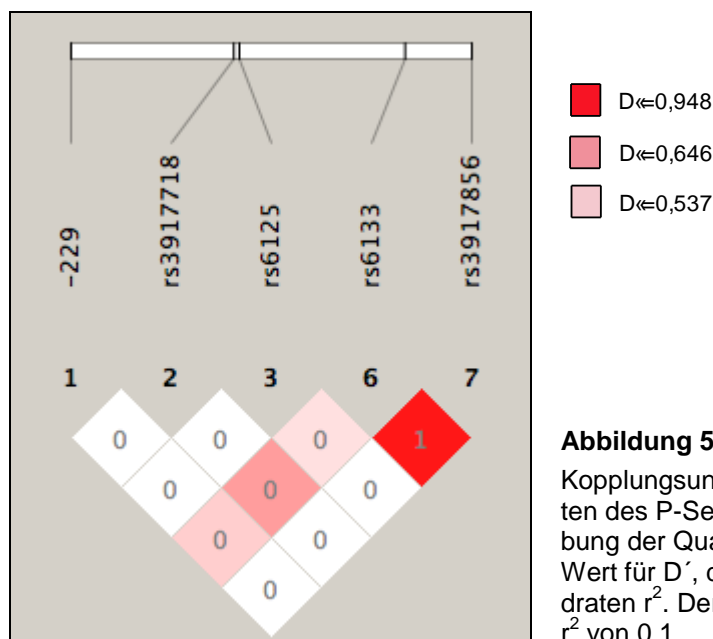 -229
rs3917718
rs6125
rs6133
rs3917856
1 2 3 6 7
0 0 0 1
0 0 0
0 0
0
D⋲0,948
D⋲0,646
D⋲0,537
Abbildung 5
Kopplungsun
ten des P-Se
bung der Qua
Wert für D´, d
draten r². Der
r² von 0,1